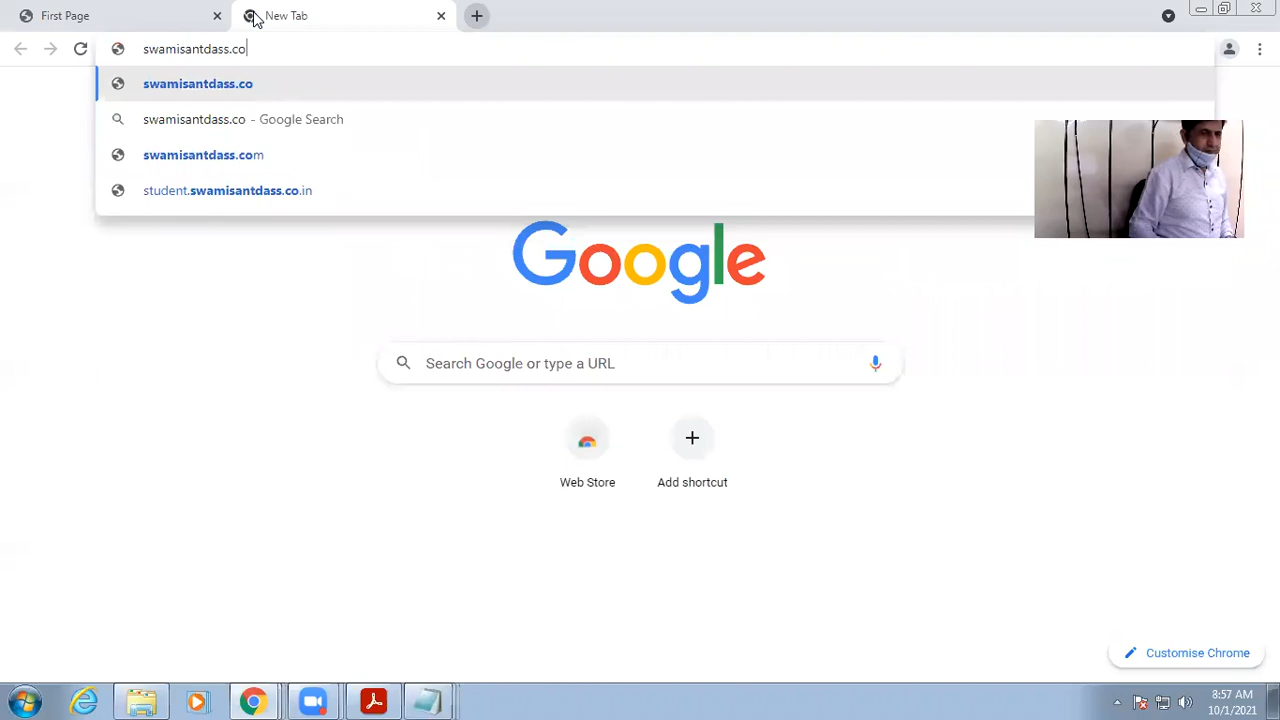 First Page
New Tab
swamisantdass.co
swamisantdass.co
swamisantdass.co - Google Search
swamisantdass.com
student.swamisantdass.co.in
Google
Search Google or type a URL
Web Store
Add shortcut
Customise Chrome
8:57 AM
10/1/2021